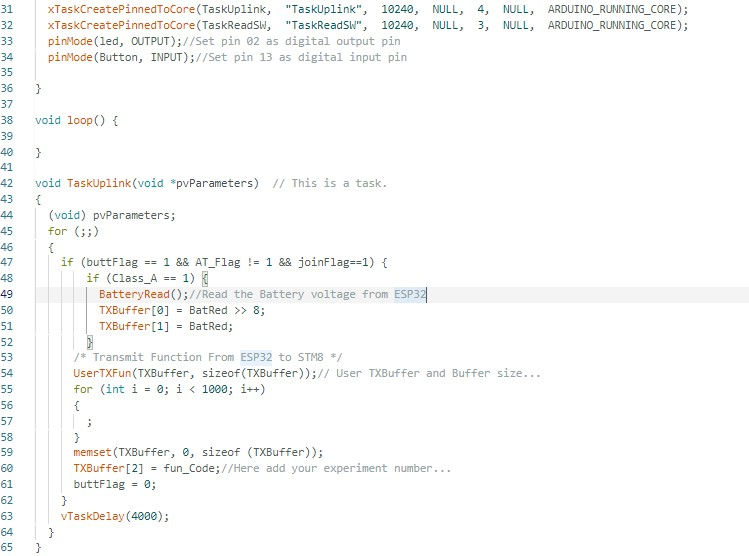 31 xTaskCreatePinnedToCore(TaskUplink, "TaskUplink", 10240, NULL, 4, NULL, ARDUINO_RUNNING_CORE);
32 xTaskCreatePinnedToCore(TaskReadSW, "TaskReadSW", 10240, NULL, 3, NULL, ARDUINO_RUNNING_CORE);
33 pinMode(led, OUTPUT);//Set pin 02 as digital output pin
34 pinMode(Button, INPUT);//Set pin 13 as digital input pin
35
36 }
37
38 void loop() {
39
40 }
41
42 void TaskUplink(void *pvParameters)  // This is a task.
43 {
44   (void) pvParameters;
45   for (;;)
46   {
47     if (buttFlag == 1 && AT_Flag != 1 && joinFlag==1) {
48         if (Class_A == 1) {
49           BatteryRead();//Read the Battery voltage from ESP32
50           TXBuffer[0] = BatRed >> 8;
51           TXBuffer[1] = BatRed;
52         }
53       /* Transmit Function From ESP32 to STM8 */
54       UserTXFun(TXBuffer, sizeof(TXBuffer));// User TXBuffer and Buffer size...
55       for (int i = 0; i < 1000; i++)
56       {
57         ;
58       }
59       memset(TXBuffer, 0, sizeof (TXBuffer));
60       TXBuffer[2] = fun_Code;//Here add your experiment number...
61       buttFlag = 0;
62     }
63     vTaskDelay(4000);
64   }
65 }